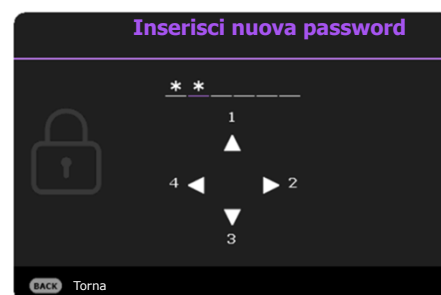 Inserisci nuova password
* * _ _ _ _
1
4 2
3
BACK Torna